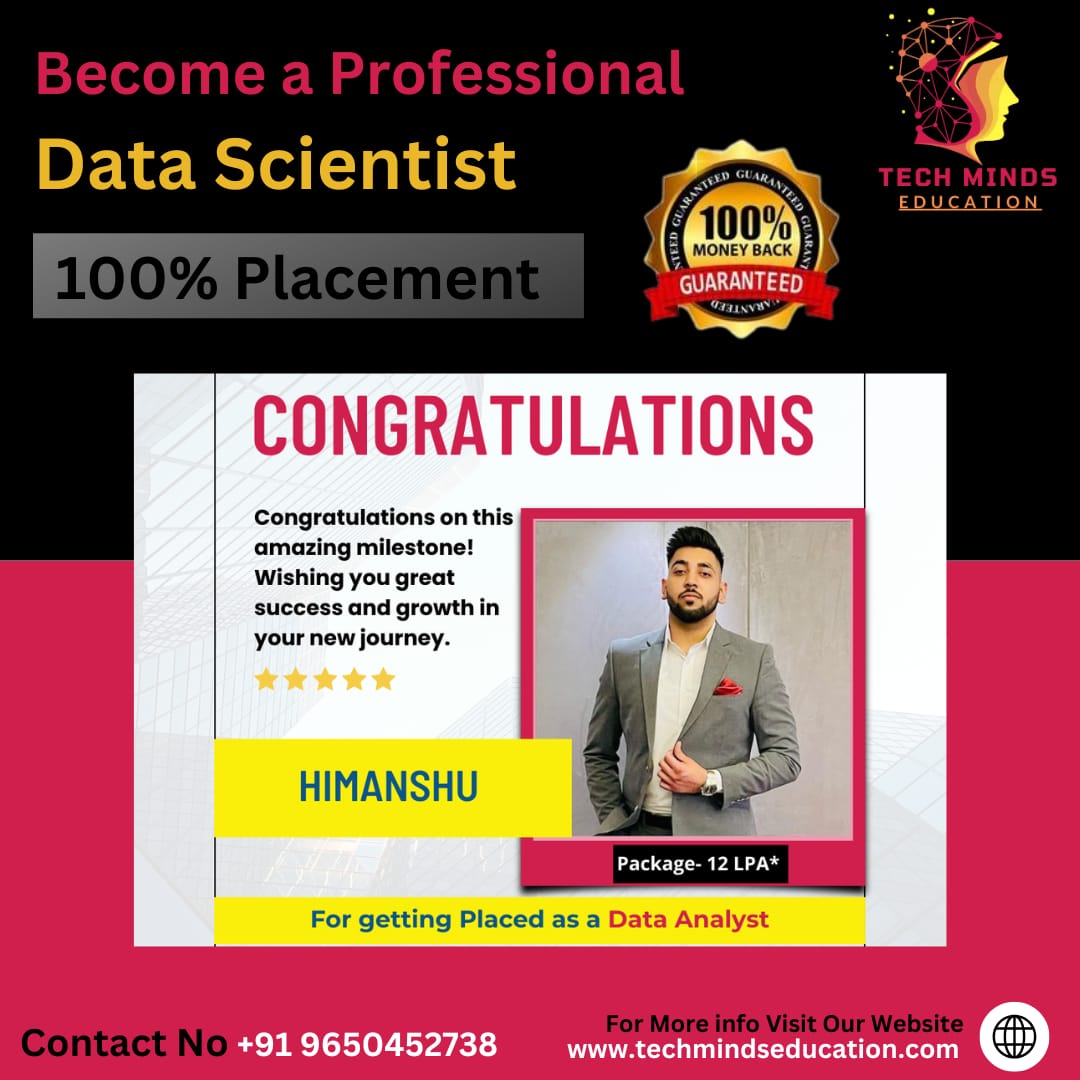 Become a Professional
Data Scientist
100% Placement
TECH MINDS
EDUCATION
GUARANTEED GUARANTEED GUARAN
100%
MONEY BACK
GUARANTEED
CONGRATULATIONS
Congratulations on this
amazing milestone!
Wishing you great
success and growth in
your new journey.
HIMANSHU
Package- 12 LPA*
For getting Placed as a Data Analyst
Contact No +91 9650452738
For More info Visit Our Website
www.techmindseducation.com